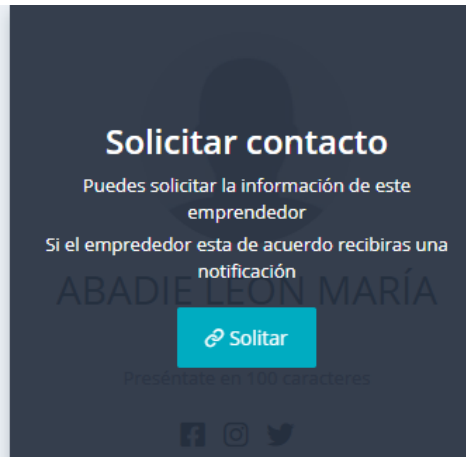 Solicitar contacto
Puedes solicitar la información de este
emprendedor
Si el emprededor esta de acuerdo recibiras una
notificación
ABADIE LEON MARÍA
Solitar
Preséntate en 100 caracteres